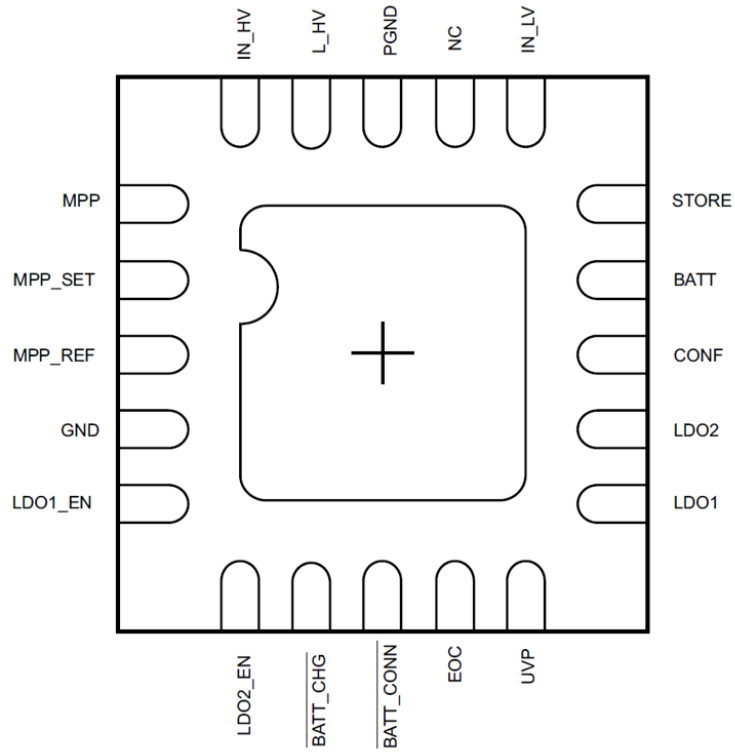 IN_HV
L_HV
PGND
NC
IN_LV
MPP
STORE
MPP_SET
BATT
MPP_REF
CONF
GND
LDO2
LDO1_EN
LDO1
LDO2_EN
BATT_CHG
BATT_CONN
EOC
UVP